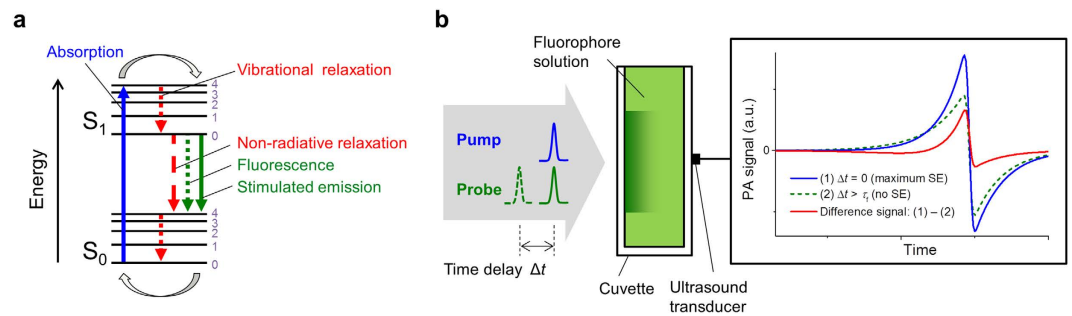 a
Absorption
Vibrational relaxation
4
3
2
1
0
S1
Non-radiative relaxation
Fluorescence
Stimulated emission
Energy
4
3
2
1
0
S0
b
Fluorophore
solution
Pump
Probe
Time delay Δt
Cuvette
Ultrasound
transducer
PA signal (a.u.)
0
(1) Δt = 0 (maximum SE)
(2) Δt > τf (no SE)
Difference signal: (1) – (2)
Time